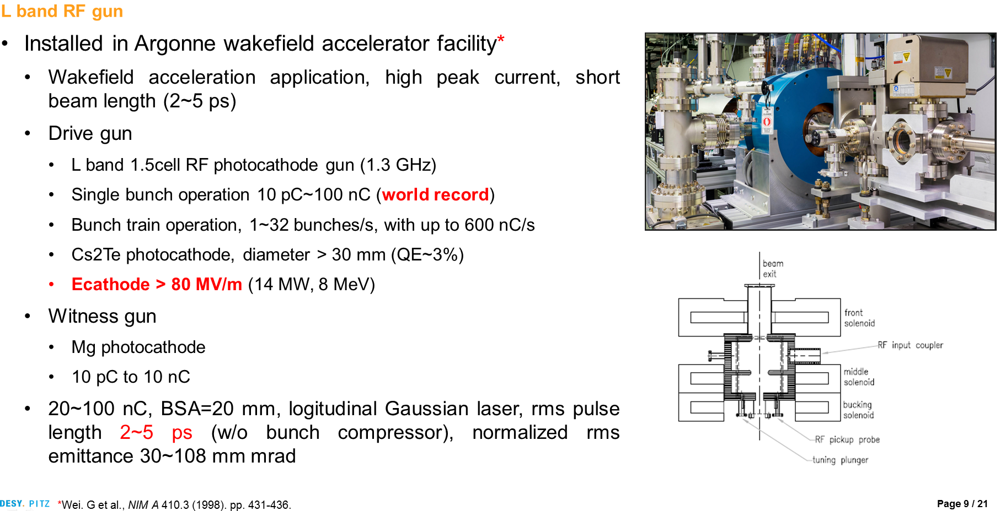 L band RF gun
• Installed in Argonne wakefield accelerator facility*
• Wakefield acceleration application, high peak current, short
beam length (2~5 ps)
• Drive gun
• L band 1.5cell RF photocathode gun (1.3 GHz)
• Single bunch operation 10 pC~100 nC (world record)
• Bunch train operation, 1~32 bunches/s, with up to 600 nC/s
• Cs2Te photocathode, diameter > 30 mm (QE~3%)
• Ecathode > 80 MV/m (14 MW, 8 MeV)
• Witness gun
• Mg photocathode
• 10 pC to 10 nC
• 20~100 nC, BSA=20 mm, logitudinal Gaussian laser, rms pulse
length 2~5 ps (w/o bunch compressor), normalized rms
emittance 30~108 mm mrad
beam
exit
front
solenoid
RF input coupler
middle
solenoid
bucking
solenoid
RF pickup probe
tuning plunger
DESY. PITZ *Wei. G et al., NIM A 410.3 (1998). pp. 431-436.
Page 9 / 21